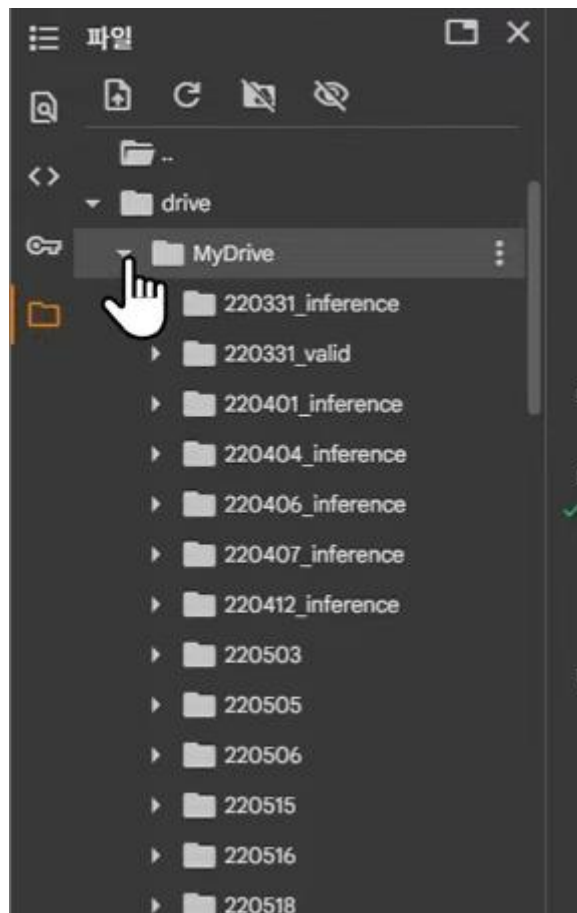 파일
..
drive
MyDrive
220331_inference
220331_valid
220401_inference
220404_inference
220406_inference
220407_inference
220412_inference
220503
220505
220506
220515
220516
220518